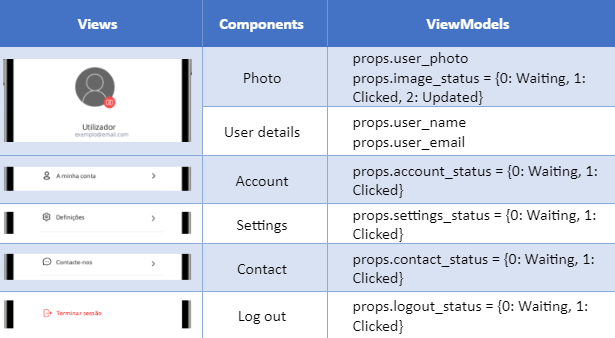 Views
Components
ViewModels
Utilizador
exemplo@email.com
Photo
props.user_photo
props.image_status = {0: Waiting, 1:
Clicked, 2: Updated}
User details
props.user_name
props.user_email
A minha conta
Account
props.account_status = {0: Waiting, 1:
Clicked}
Definições
Settings
props.settings_status = {0: Waiting, 1:
Clicked}
Contacte-nos
Contact
props.contact_status = {0: Waiting, 1:
Clicked}
Terminar sessão
Log out
props.logout_status = {0: Waiting, 1:
Clicked}